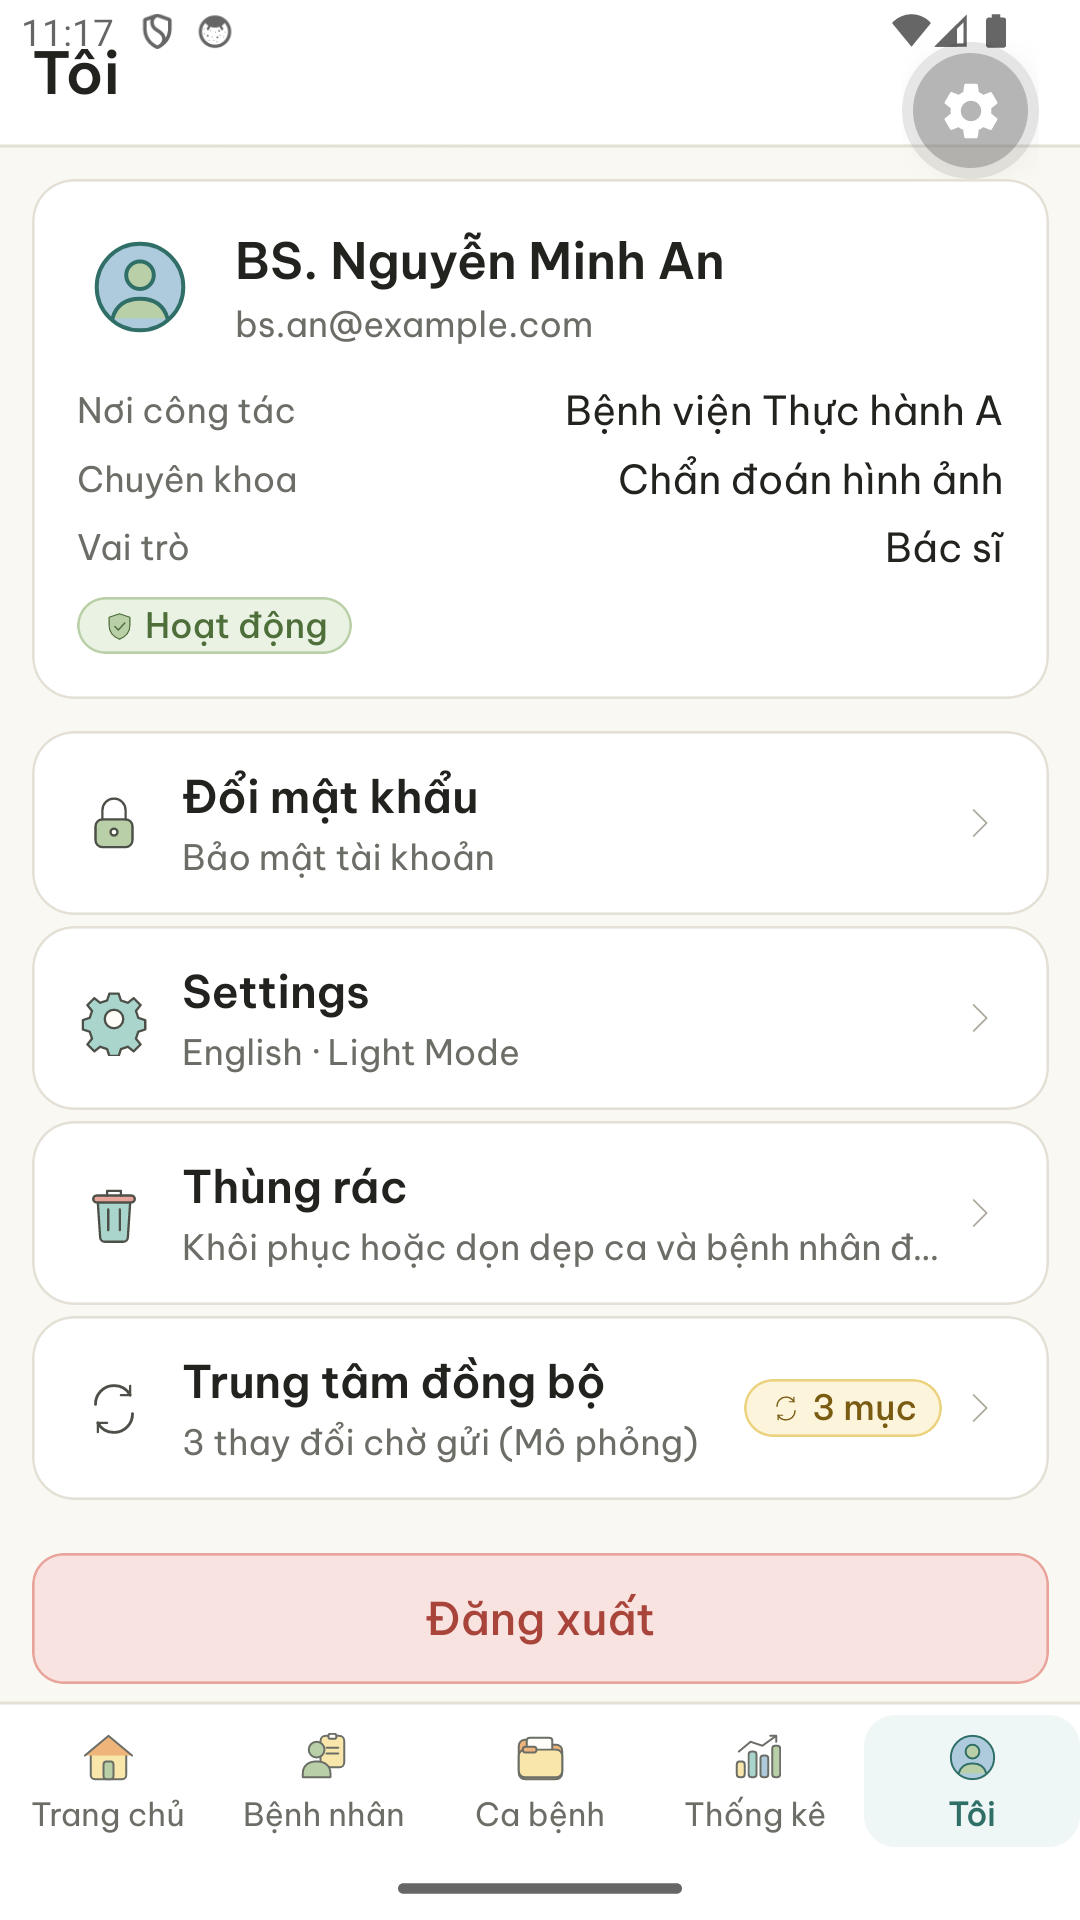 11:17
Tôi
BS. Nguyễn Minh An
bs.an@example.com
Nơi công tác
Bệnh viện Thực hành A
Chuyên khoa
Chẩn đoán hình ảnh
Vai trò
Bác sĩ
Hoạt động
Đổi mật khẩu
Bảo mật tài khoản
Settings
English · Light Mode
Thùng rác
Khôi phục hoặc dọn dẹp ca và bệnh nhân đ...
Trung tâm đồng bộ
3 thay đổi chờ gửi (Mô phỏng)
3 mục
Đăng xuất
Trang chủ
Bệnh nhân
Ca bệnh
Thống kê
Tôi